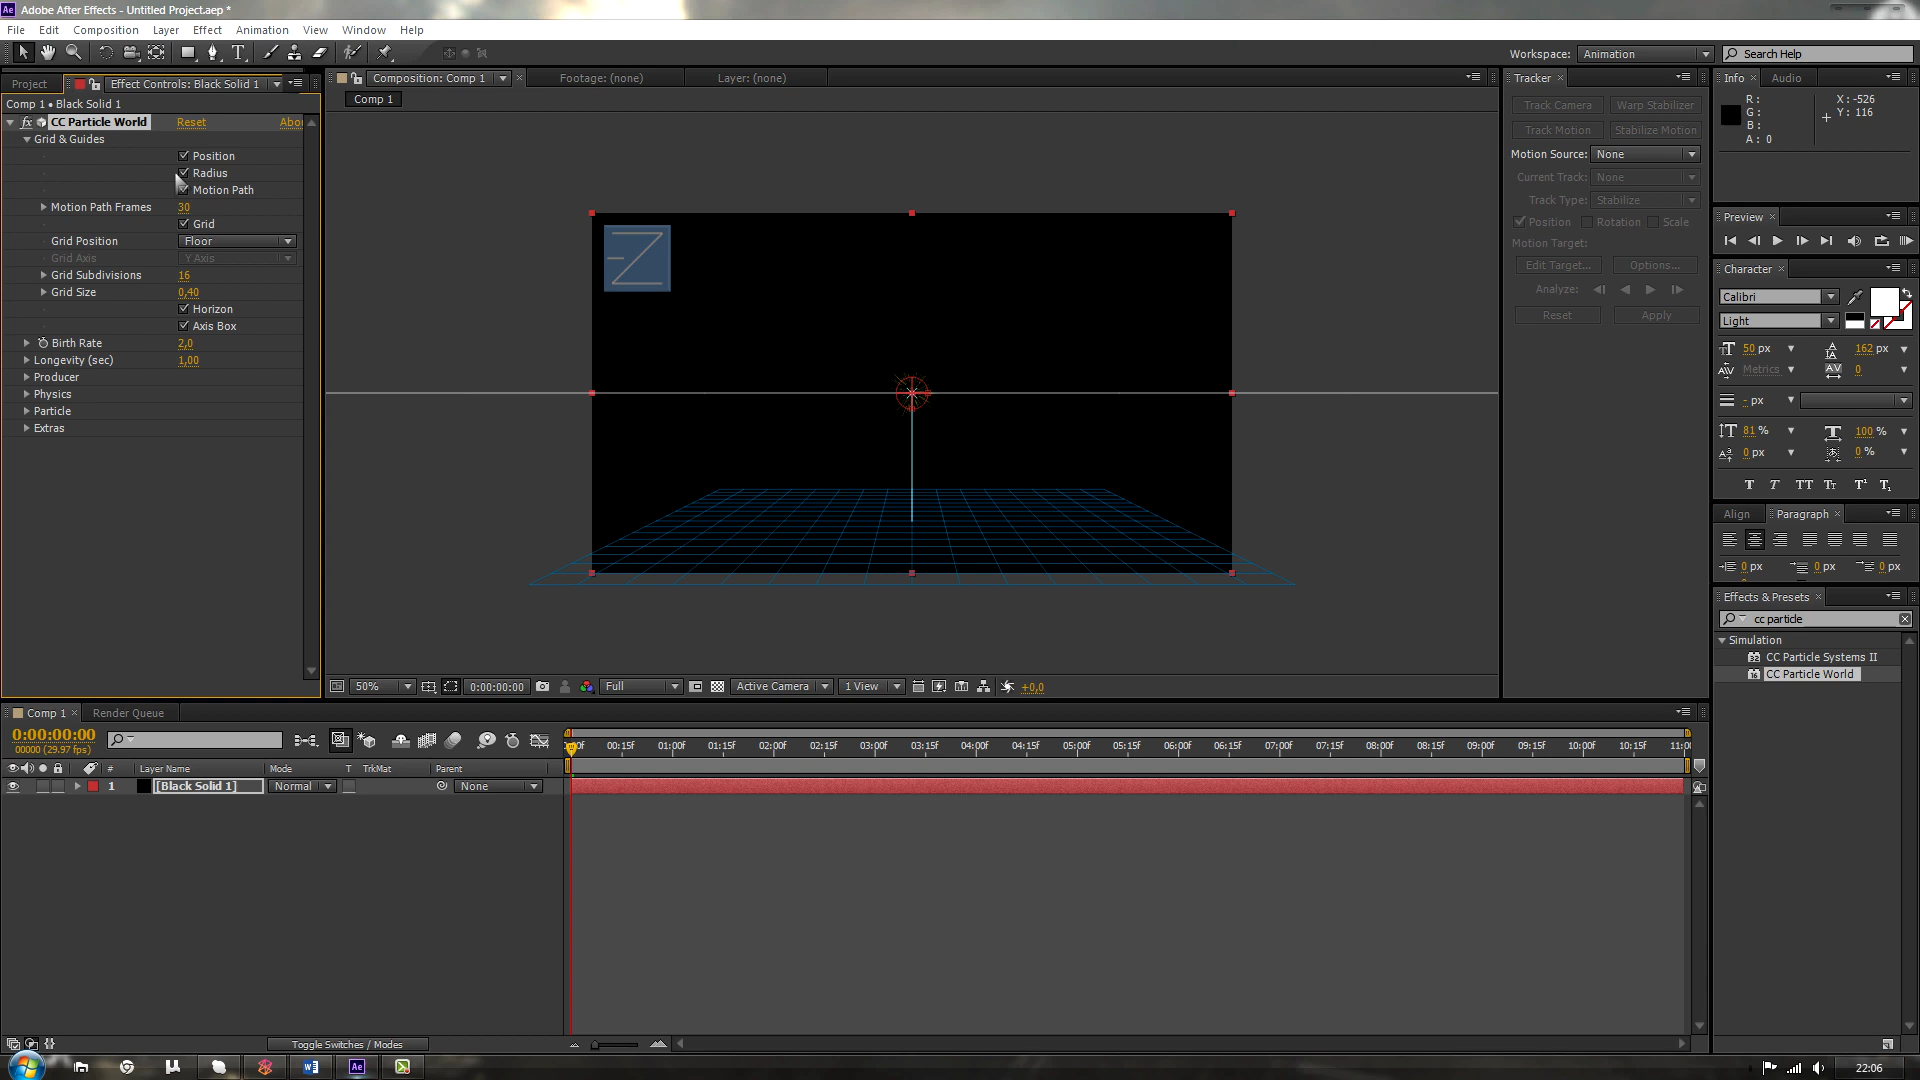 Adobe After Effects - Untitled Project.aep *
File Edit Composition Layer Effect Animation View Window Help
Workspace: Animation Search Help
Project Effect Controls: Black Solid 1
Composition: Comp 1 Footage: (none) Layer: (none)
Comp 1
Comp 1 • Black Solid 1
CC Particle World Reset
Grid & Guides
Position
Radius
Motion Path
Motion Path Frames 30
Grid
Grid Position Floor
Grid Axis Y Axis
Grid Subdivisions 16
Grid Size 0,40
Horizon
Axis Box
Birth Rate 2,0
Longevity (sec) 1,00
Producer
Physics
Particle
Extras
Z
50% 0:00:00:00 Full Active Camera 1 View +0,0
Tracker
Track Camera Warp Stabilizer
Track Motion Stabilize Motion
Motion Source: None
Current Track: None
Track Type: Stabilize
Position Rotation Scale
Motion Target:
Edit Target... Options...
Analyze:
Reset Apply
Info Audio
R: X: -526
G: Y: 116
B:
A: 0
Preview
Character
Calibri
Light
50 px 162 px
Metrics 0
- px
81 % 100 %
0 px 0 %
T T TT Tt T¹ T₁
Align Paragraph
0 px 0 px 0 px
Effects & Presets
cc particle
Simulation
CC Particle Systems II
CC Particle World
Comp 1 Render Queue
0:00:00:00
00000 (29.97 fps)
00:15f 01:00f 01:15f 02:00f 02:15f 03:00f 03:15f 04:00f 04:15f 05:00f 05:15f 06:00f 06:15f 07:00f 07:15f 08:00f 08:15f 09:00f 09:15f 10:00f 10:15f
# Layer Name Mode T TrkMat Parent
1 [Black Solid 1] Normal None
Toggle Switches / Modes
22:06